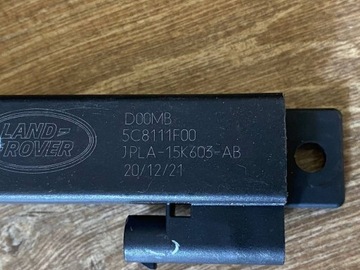 LAND-
ROVER
D00MB
5C8111F00
JPLA-15K603-AB
20/12/21